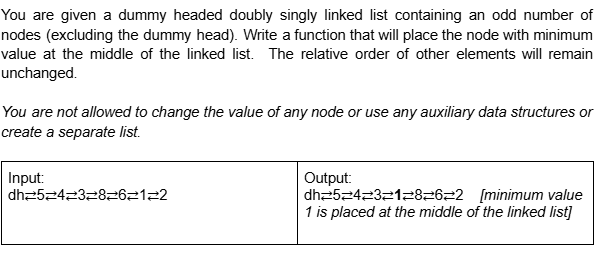 You are given a dummy headed doubly singly linked list containing an odd number of
nodes (excluding the dummy head). Write a function that will place the node with minimum
value at the middle of the linked list. The relative order of other elements will remain
unchanged.
You are not allowed to change the value of any node or use any auxiliary data structures or
create a separate list.
Input:
dh⇄5⇄4⇄3⇄8⇄6⇄1⇄2
Output:
dh⇄5⇄4⇄3⇄1⇄8⇄6⇄2 [minimum value
1 is placed at the middle of the linked list]